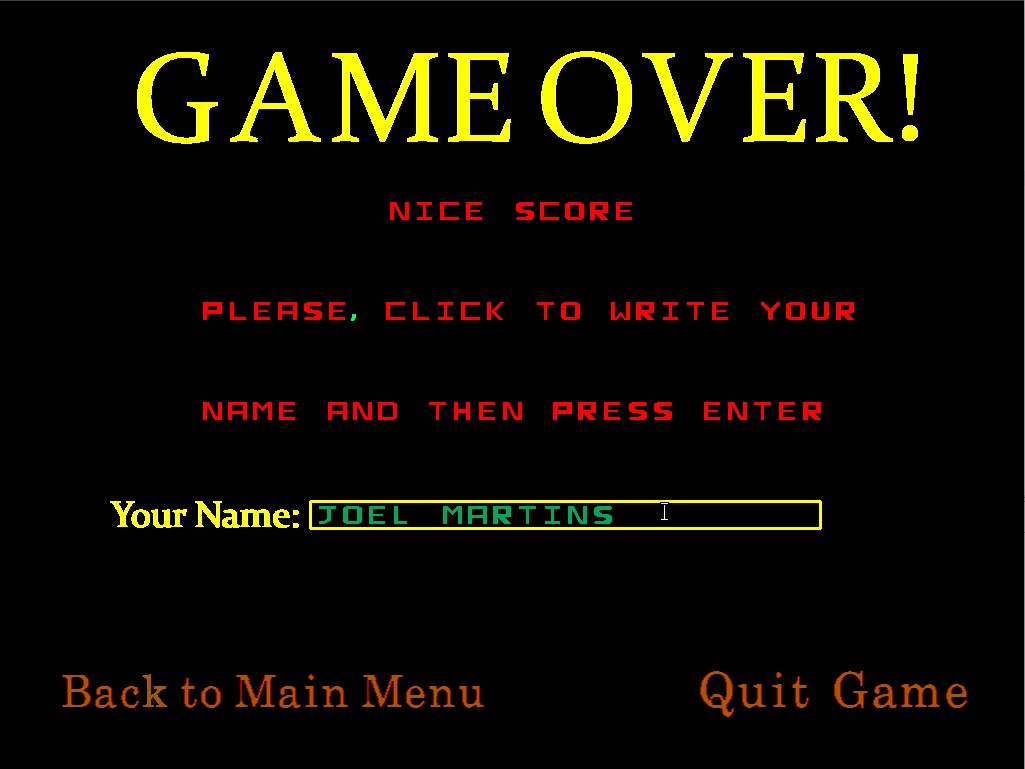 GAME OVER!
NICE SCORE
PLEASE, CLICK TO WRITE YOUR
NAME AND THEN PRESS ENTER
Your Name: JOEL MARTINS
Back to Main Menu Quit Game